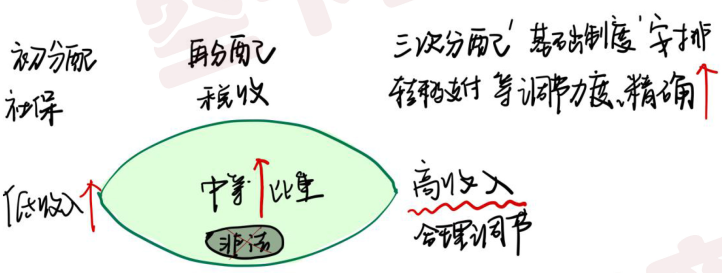 初分配 再分配 三次分配' 基础制度'安排
社保 税收 转移支付 等调节力度、精确
低收入 中等 比重 高收入
非法 合理调节